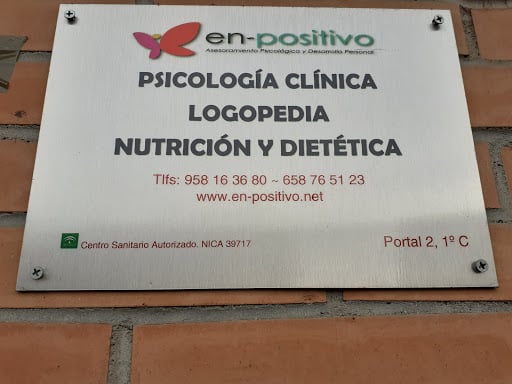 en-positivo
Asesoramiento Psicológico y Desarrollo Personal
PSICOLOGÍA CLÍNICA
LOGOPEDIA
NUTRICIÓN Y DIETÉTICA
Tlfs: 958 16 36 80 ~ 658 76 51 23
www.en-positivo.net
Centro Sanitario Autorizado. NICA 39717
Portal 2, 1º C